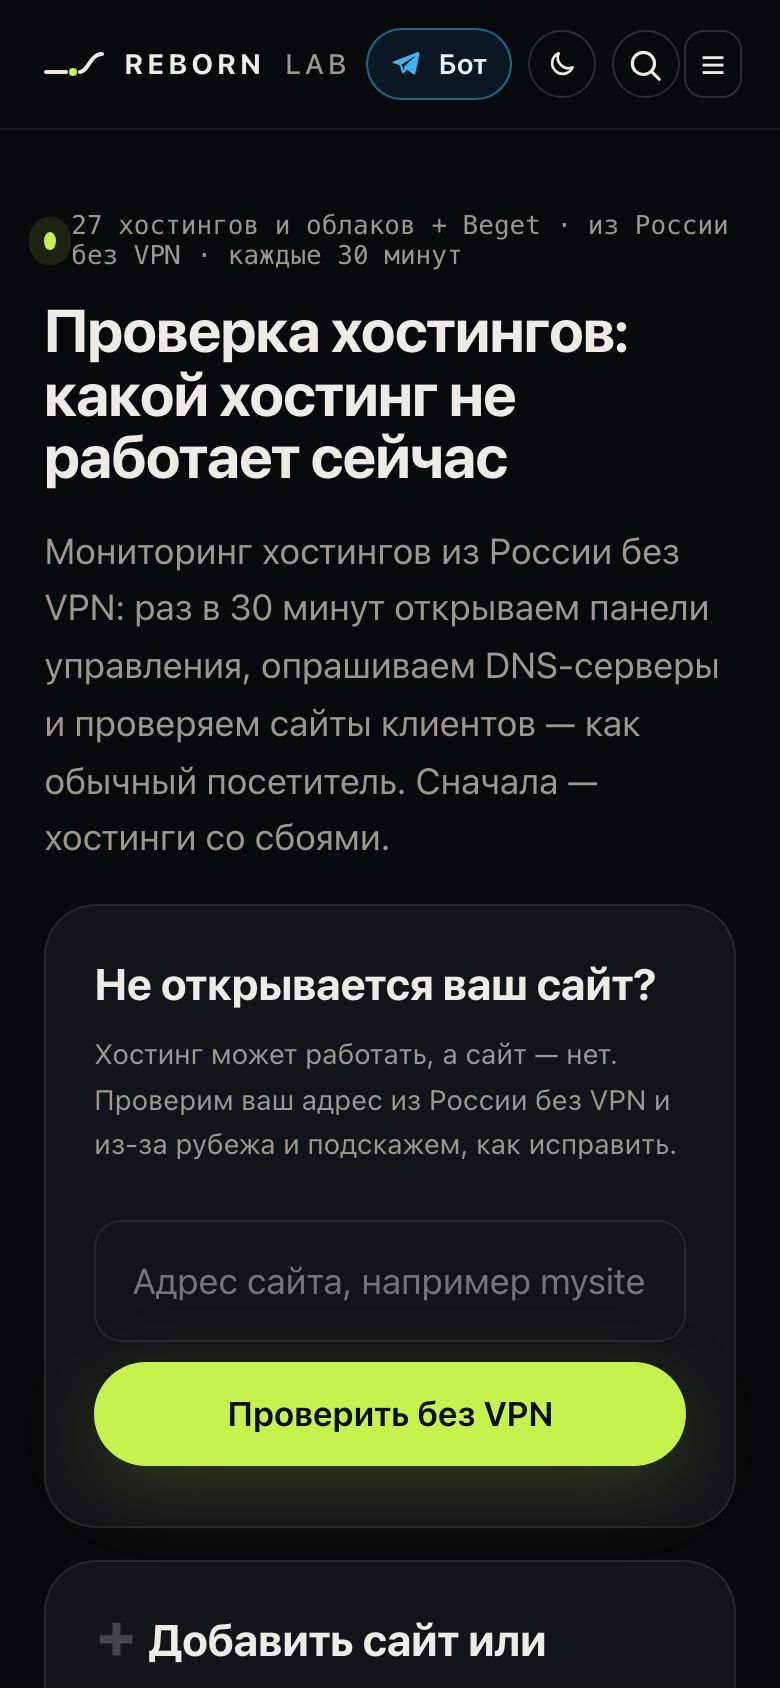 REBORN LAB Бот
27 хостингов и облаков + Beget · из России
без VPN · каждые 30 минут
Проверка хостингов:
какой хостинг не
работает сейчас
Мониторинг хостингов из России без
VPN: раз в 30 минут открываем панели
управления, опрашиваем DNS-серверы
и проверяем сайты клиентов — как
обычный посетитель. Сначала —
хостинги со сбоями.
Не открывается ваш сайт?
Хостинг может работать, а сайт — нет.
Проверим ваш адрес из России без VPN и
из-за рубежа и подскажем, как исправить.
Адрес сайта, например mysite
Проверить без VPN
➕ Добавить сайт или